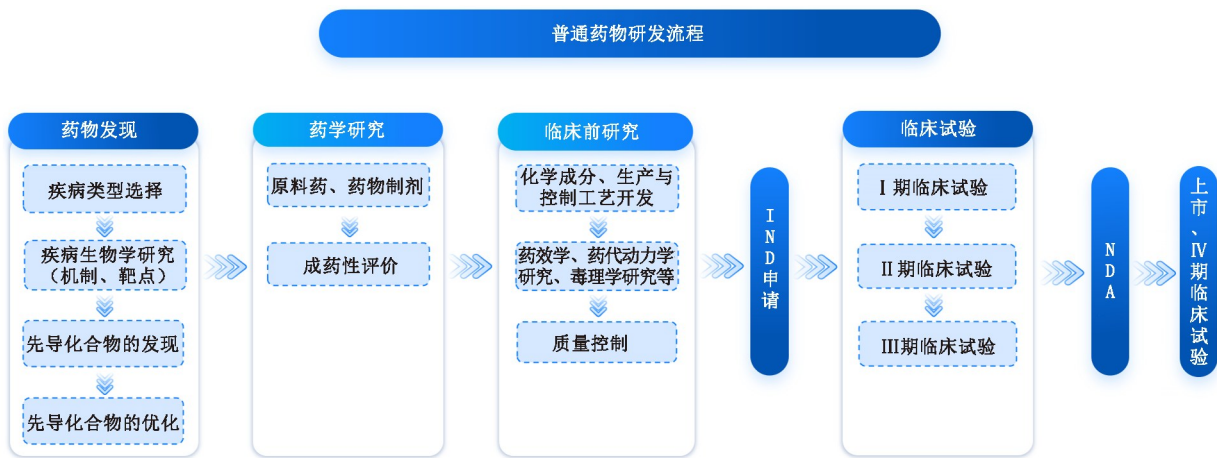 普通药物研发流程
药物发现
疾病类型选择
疾病生物学研究
（机制、靶点）
先导化合物的发现
先导化合物的优化
药学研究
原料药、药物制剂
成药性评价
临床前研究
化学成分、生产与
控制工艺开发
药效学、药代动力学
研究、毒理学研究等
质量控制
IND申请
临床试验
Ⅰ期临床试验
Ⅱ期临床试验
Ⅲ期临床试验
NDA
上市、Ⅳ期临床试验